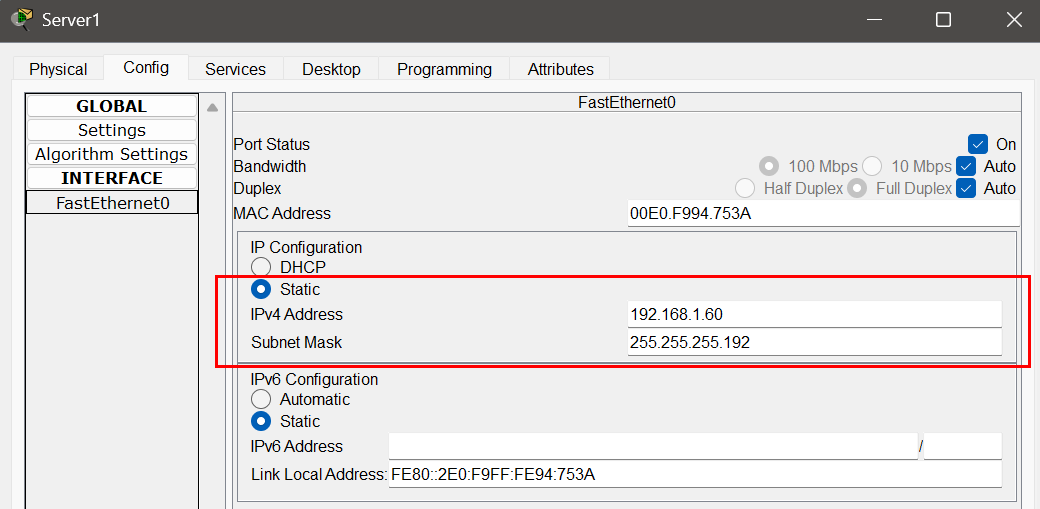 Server1
Physical Config Services Desktop Programming Attributes
GLOBAL
Settings
Algorithm Settings
INTERFACE
FastEthernet0
FastEthernet0
Port Status On
Bandwidth 100 Mbps 10 Mbps Auto
Duplex Half Duplex Full Duplex Auto
MAC Address 00E0.F994.753A
IP Configuration
DHCP
Static
IPv4 Address 192.168.1.60
Subnet Mask 255.255.255.192
IPv6 Configuration
Automatic
Static
IPv6 Address /
Link Local Address: FE80::2E0:F9FF:FE94:753A